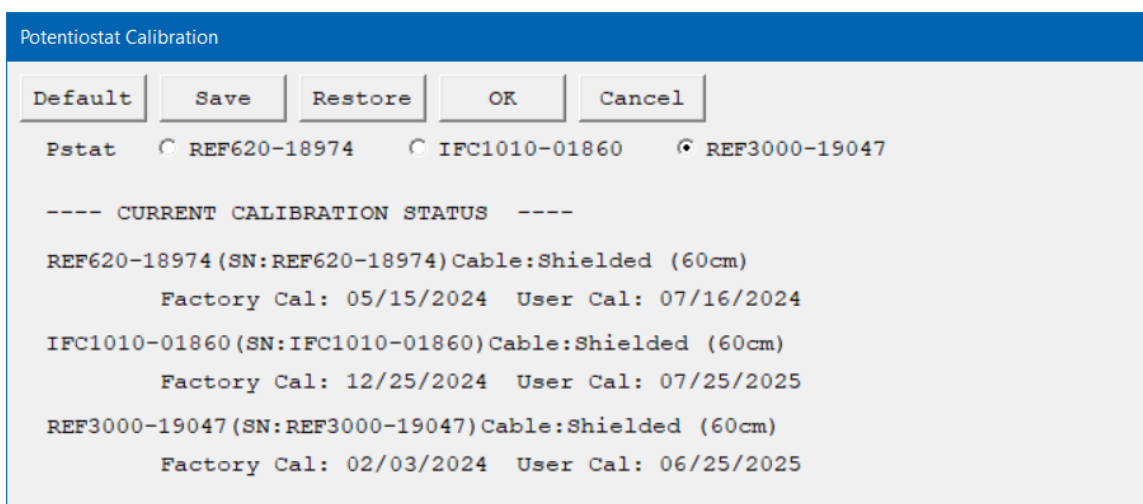 Potentiostat Calibration
Default Save Restore OK Cancel
Pstat REF620-18974 IFC1010-01860 REF3000-19047
---- CURRENT CALIBRATION STATUS ----
REF620-18974(SN:REF620-18974)Cable:Shielded (60cm)
Factory Cal: 05/15/2024 User Cal: 07/16/2024
IFC1010-01860(SN:IFC1010-01860)Cable:Shielded (60cm)
Factory Cal: 12/25/2024 User Cal: 07/25/2025
REF3000-19047(SN:REF3000-19047)Cable:Shielded (60cm)
Factory Cal: 02/03/2024 User Cal: 06/25/2025